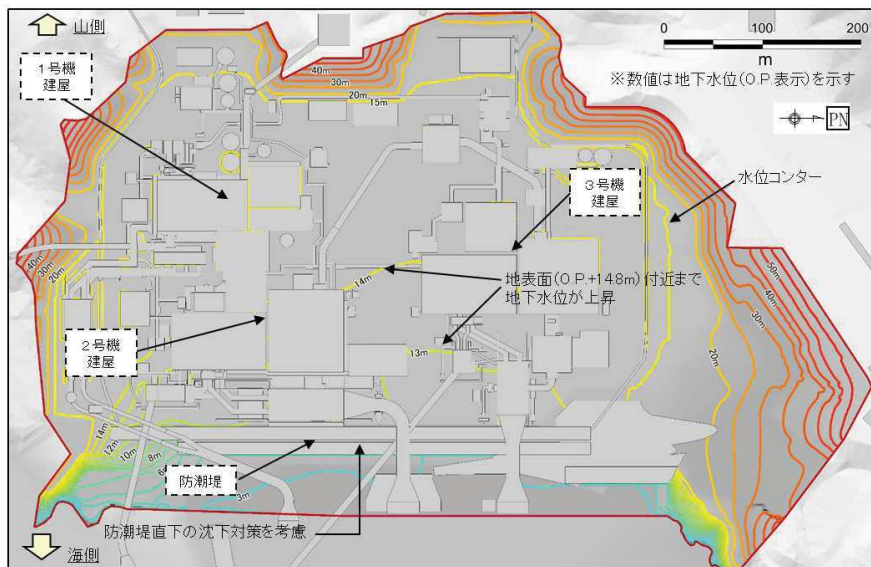 山側
1号機
建屋
40m
30m
20m
15m
0 100 200
m
※数値は地下水位(O.P.表示)を示す
PN
水位コンター
3号機
建屋
40m
30m
20m
14m
地表面(O.P.+14.8m)付近まで
地下水位が上昇
50m
40m
30m
20m
2号機
建屋
13m
14m
12m
10m
8m
防潮堤
3m
防潮堤直下の沈下対策を考慮
海側